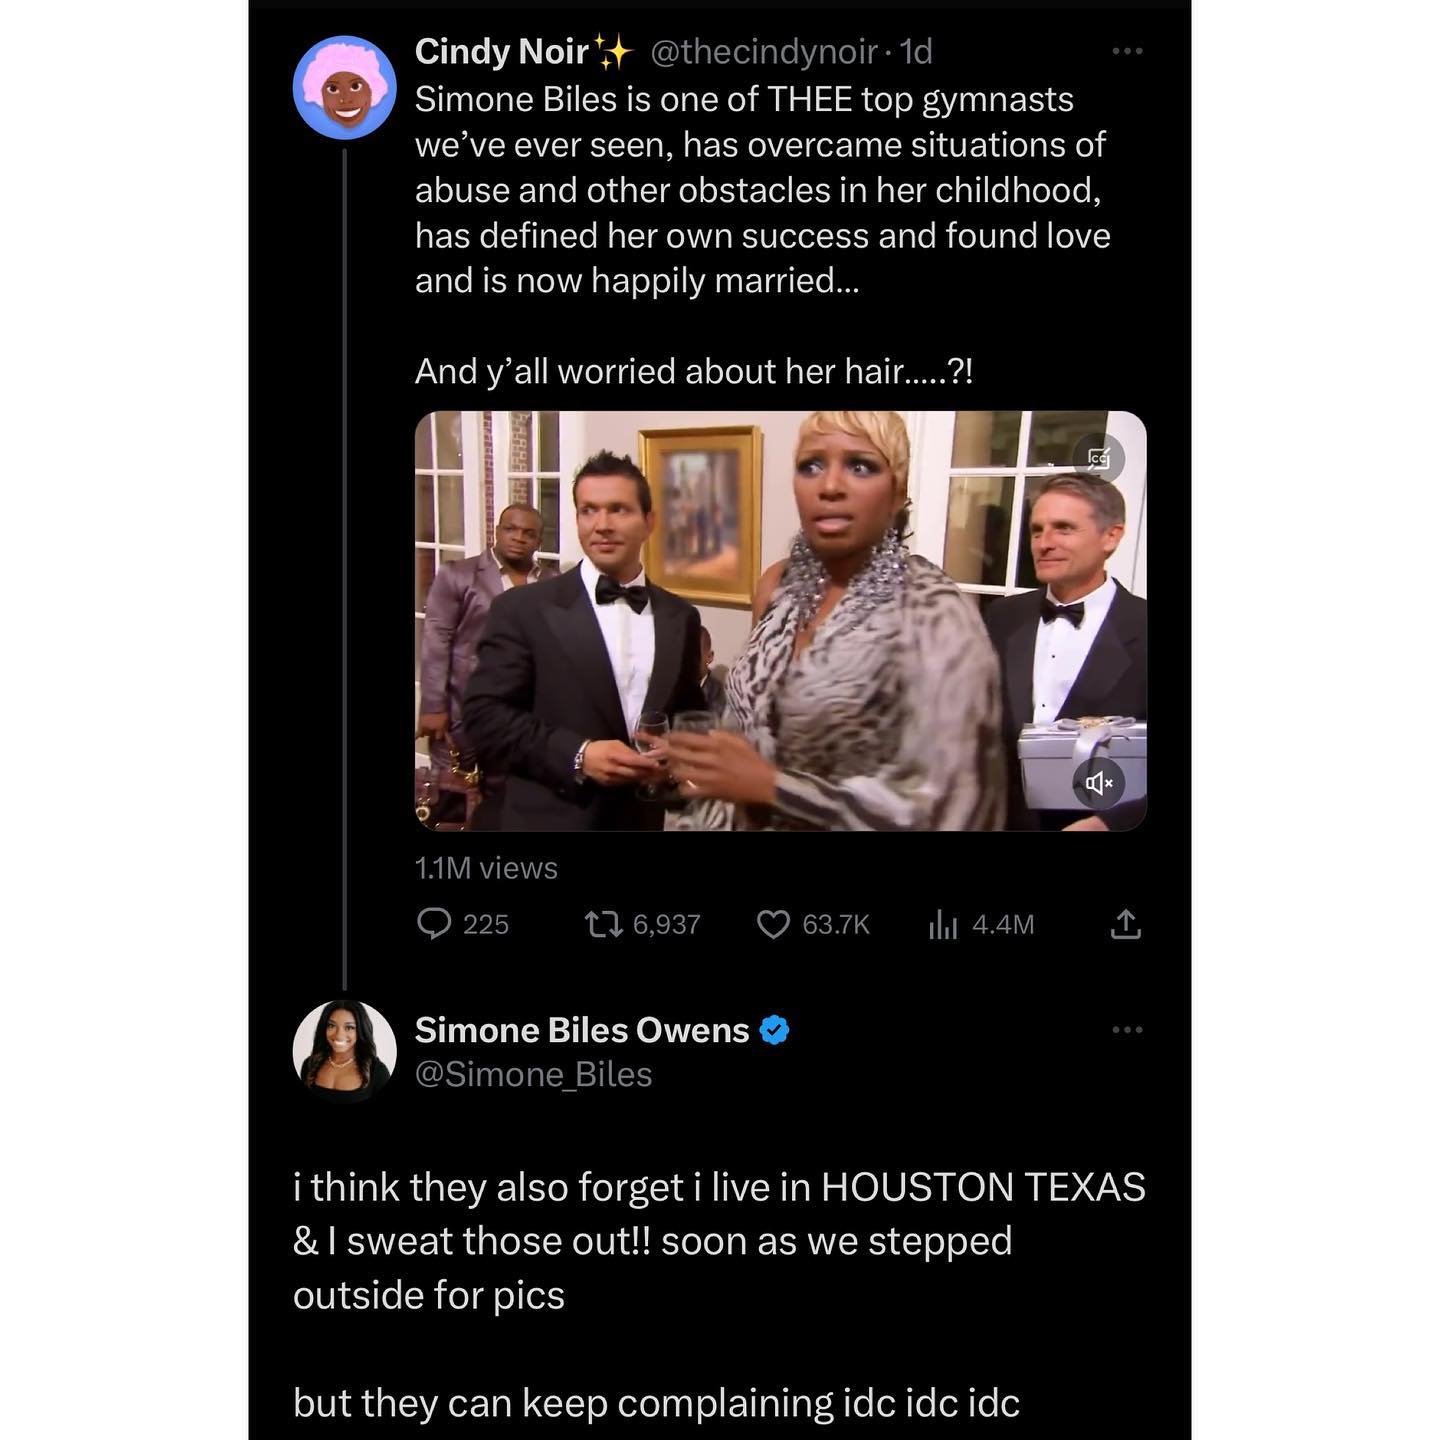 Cindy Noir✨ @thecindynoir · 1d
Simone Biles is one of THEE top gymnasts
we’ve ever seen, has overcame situations of
abuse and other obstacles in her childhood,
has defined her own success and found love
and is now happily married...
And y’all worried about her hair.....?!
CC
1.1M views
225 6,937 63.7K 4.4M
Simone Biles Owens
@Simone_Biles
i think they also forget i live in HOUSTON TEXAS
& I sweat those out!! soon as we stepped
outside for pics
but they can keep complaining idc idc idc